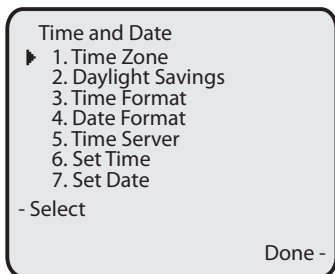 Time and Date
1. Time Zone
2. Daylight Savings
3. Time Format
4. Date Format
5. Time Server
6. Set Time
7. Set Date
- Select
Done -